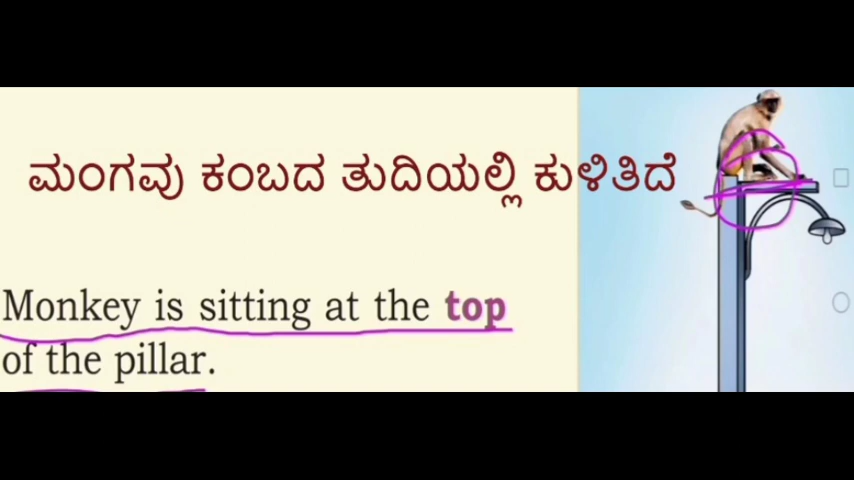 ಮಂಗವು ಕಂಬದ ತುದಿಯಲ್ಲಿ ಕುಳಿತಿದೆ
Monkey is sitting at the top
of the pillar.